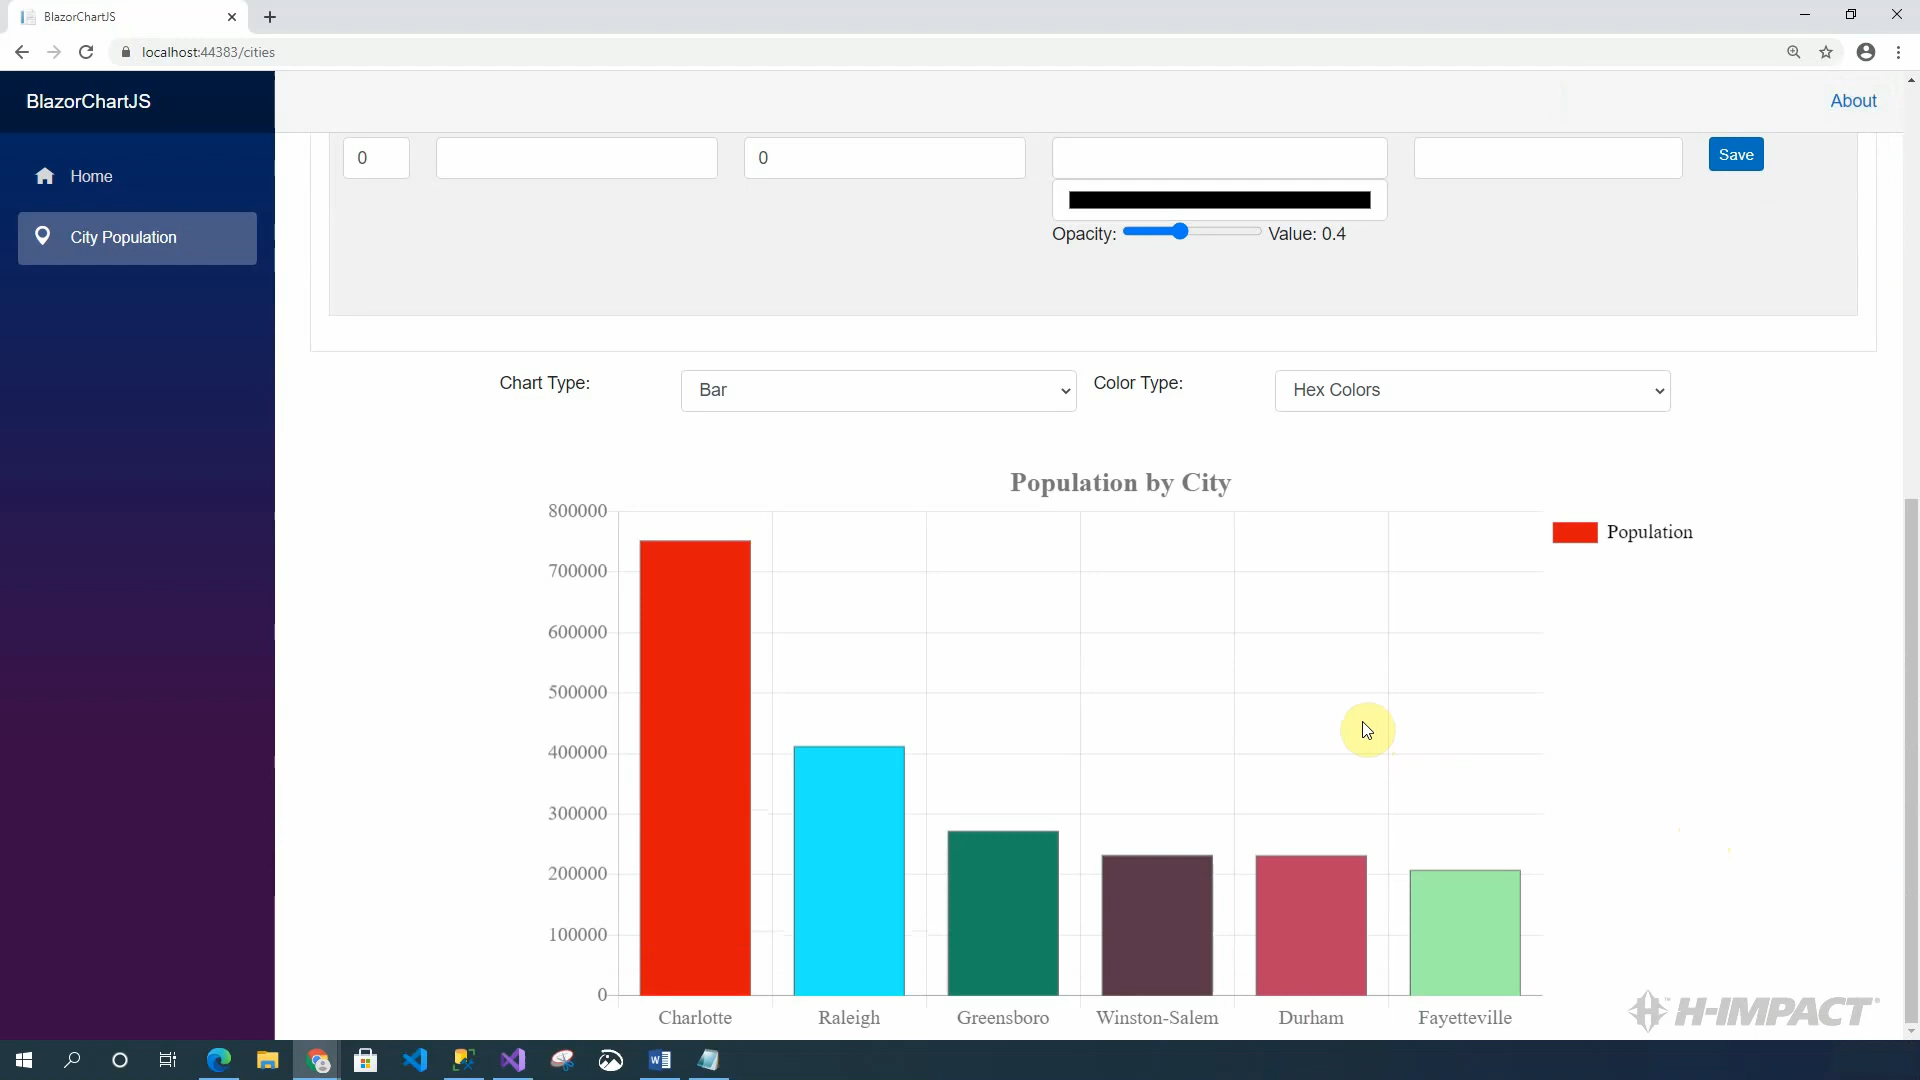 BlazorChartJS
localhost:44383/cities
BlazorChartJS
About
Home
City Population
0
0
Save
Opacity: Value: 0.4
Chart Type: Bar Color Type: Hex Colors
Population by City
Population
800000
700000
600000
500000
400000
300000
200000
100000
0
Charlotte Raleigh Greensboro Winston-Salem Durham Fayetteville
H-IMPACT